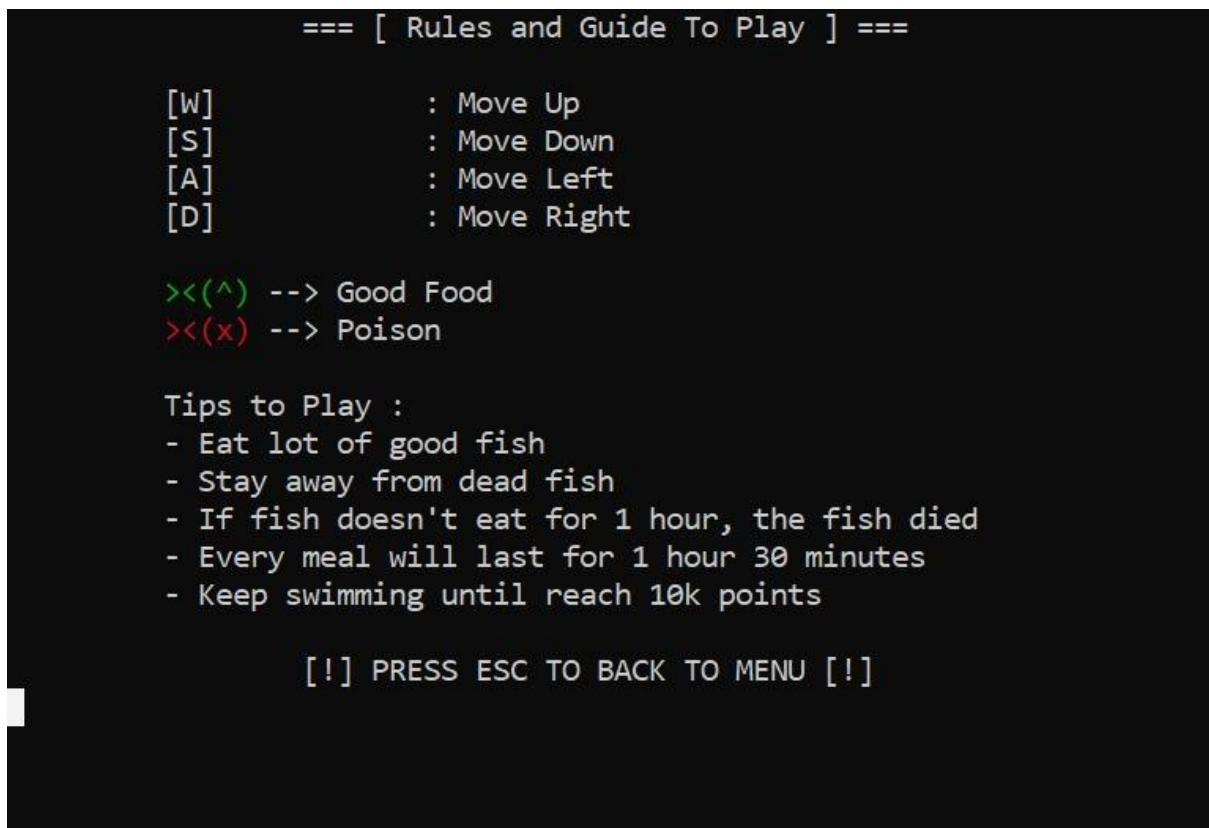 === [ Rules and Guide To Play ] ===
[W] : Move Up
[S] : Move Down
[A] : Move Left
[D] : Move Right
><(^) --> Good Food
><(x) --> Poison
Tips to Play :
- Eat lot of good fish
- Stay away from dead fish
- If fish doesn't eat for 1 hour, the fish died
- Every meal will last for 1 hour 30 minutes
- Keep swimming until reach 10k points
[!] PRESS ESC TO BACK TO MENU [!]